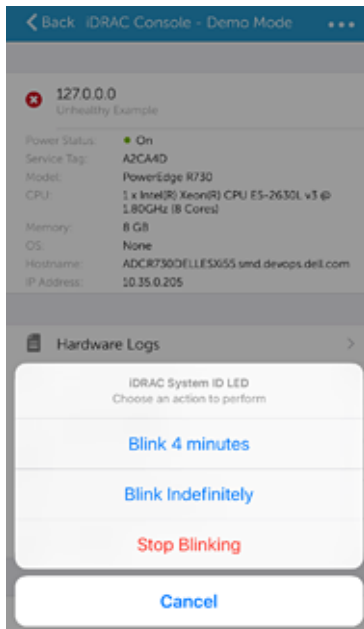 Back iDRAC Console - Demo Mode
127.0.0.0
Unhealthy Example
Power Status: On
Service Tag: A2CA4D
Model: PowerEdge R730
CPU: 1 x Intel(R) Xeon(R) CPU E5-2630L v3 @
1.80GHz (8 Cores)
Memory: 8 GB
OS: None
Hostname: ADCR730DELLESXi55.smd.devops.dell.com
IP Address: 10.35.0.205
Hardware Logs
iDRAC System ID LED
Choose an action to perform
Blink 4 minutes
Blink Indefinitely
Stop Blinking
Cancel